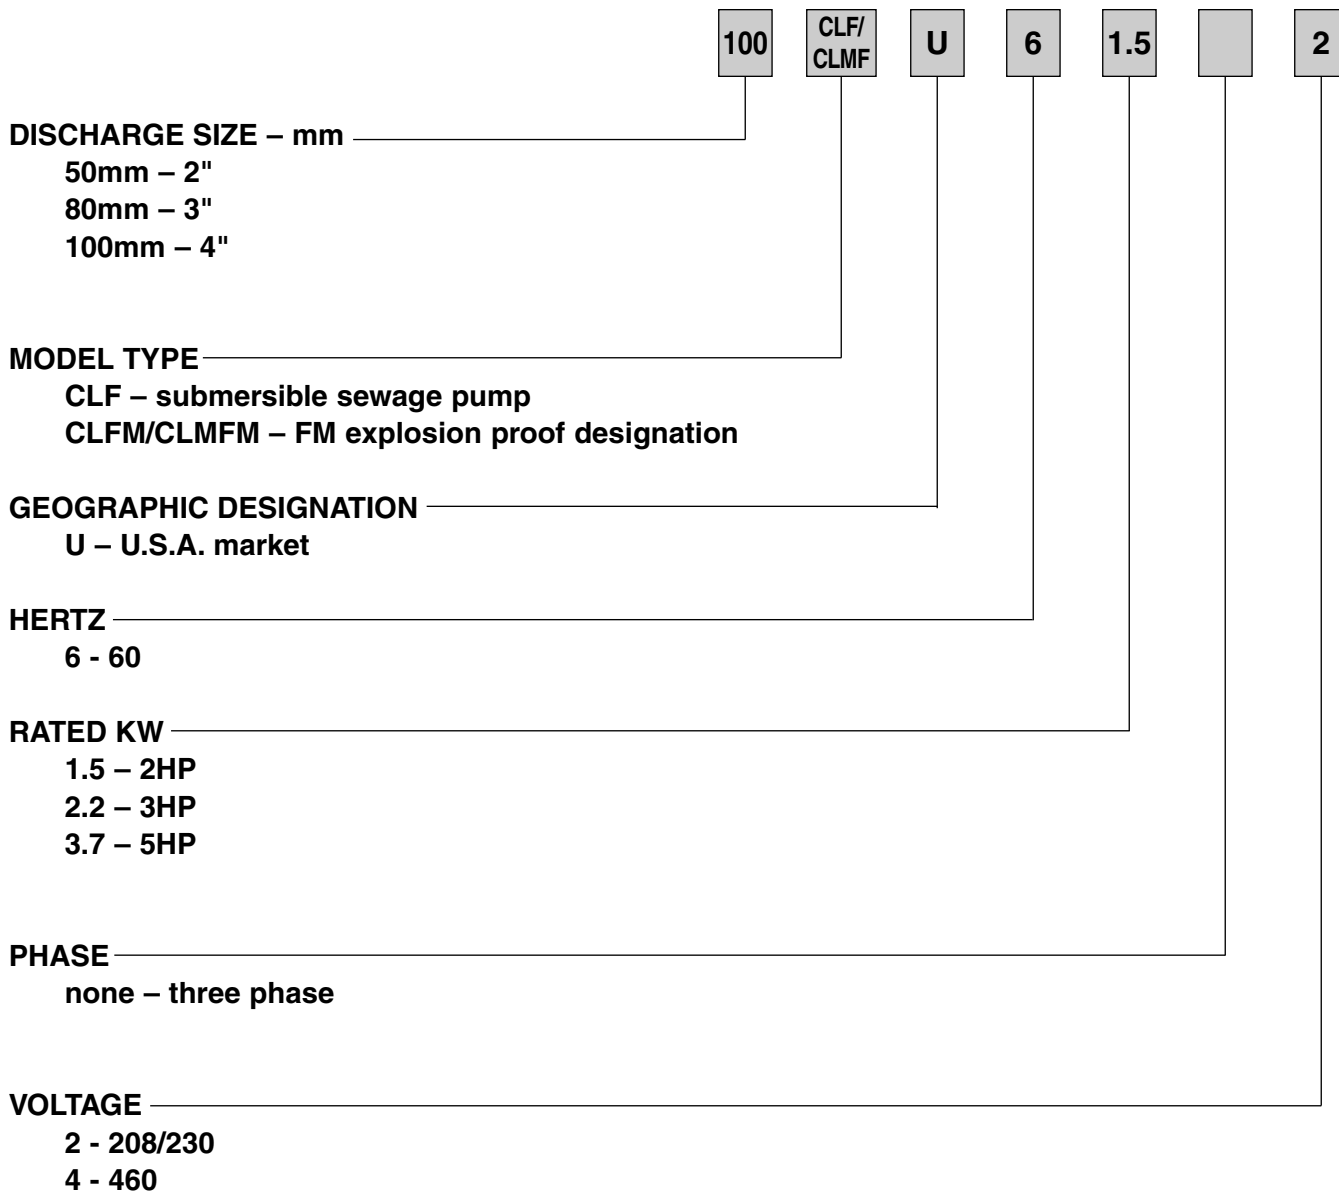 100 CLF/ CLMF U 6 1.5 2
DISCHARGE SIZE – mm
50mm – 2"
80mm – 3"
100mm – 4"
MODEL TYPE
CLF – submersible sewage pump
CLFM/CLMFM – FM explosion proof designation
GEOGRAPHIC DESIGNATION
U – U.S.A. market
HERTZ
6 - 60
RATED KW
1.5 – 2HP
2.2 – 3HP
3.7 – 5HP
PHASE
none – three phase
VOLTAGE
2 - 208/230
4 - 460